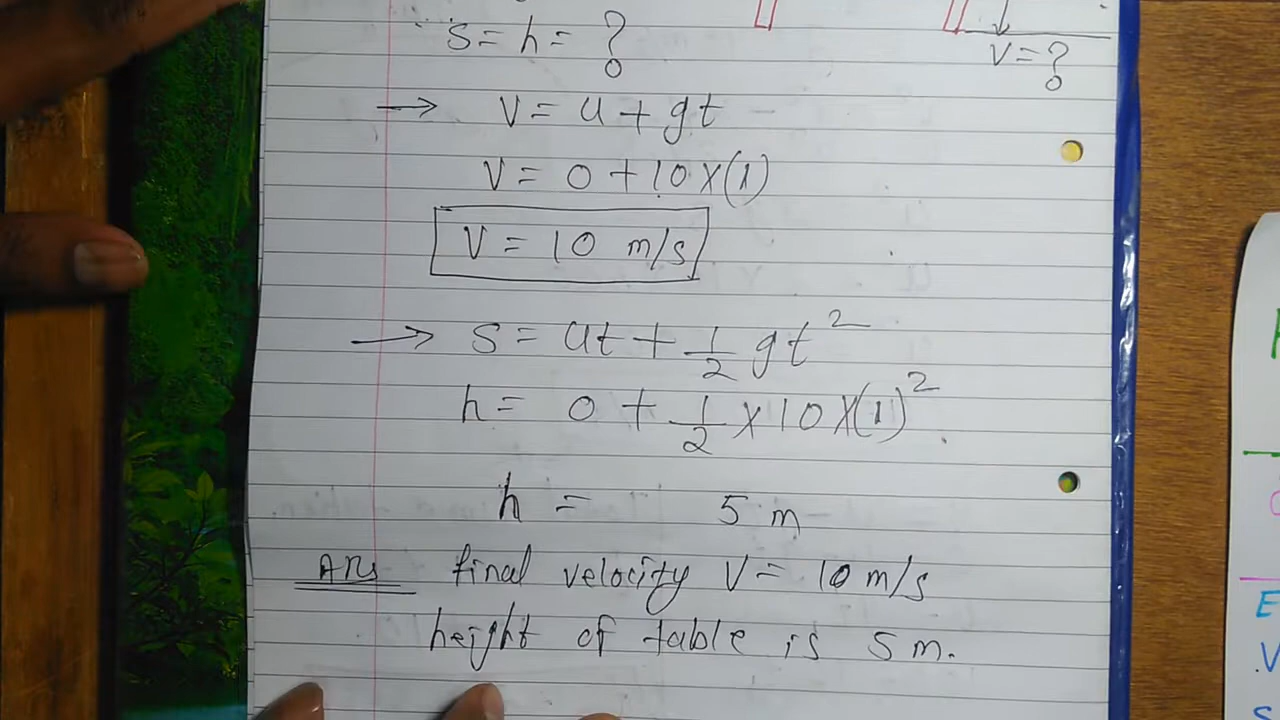 S = h = ?
V = ?
→ V = u + gt
V = 0 + 10 × (1)
V = 10 m/s
→ S = ut + 1/2 gt²
h = 0 + 1/2 × 10 × (1)².
h = 5 m
Ans final velocity V = 10 m/s
height of table is 5 m.
E
V
S